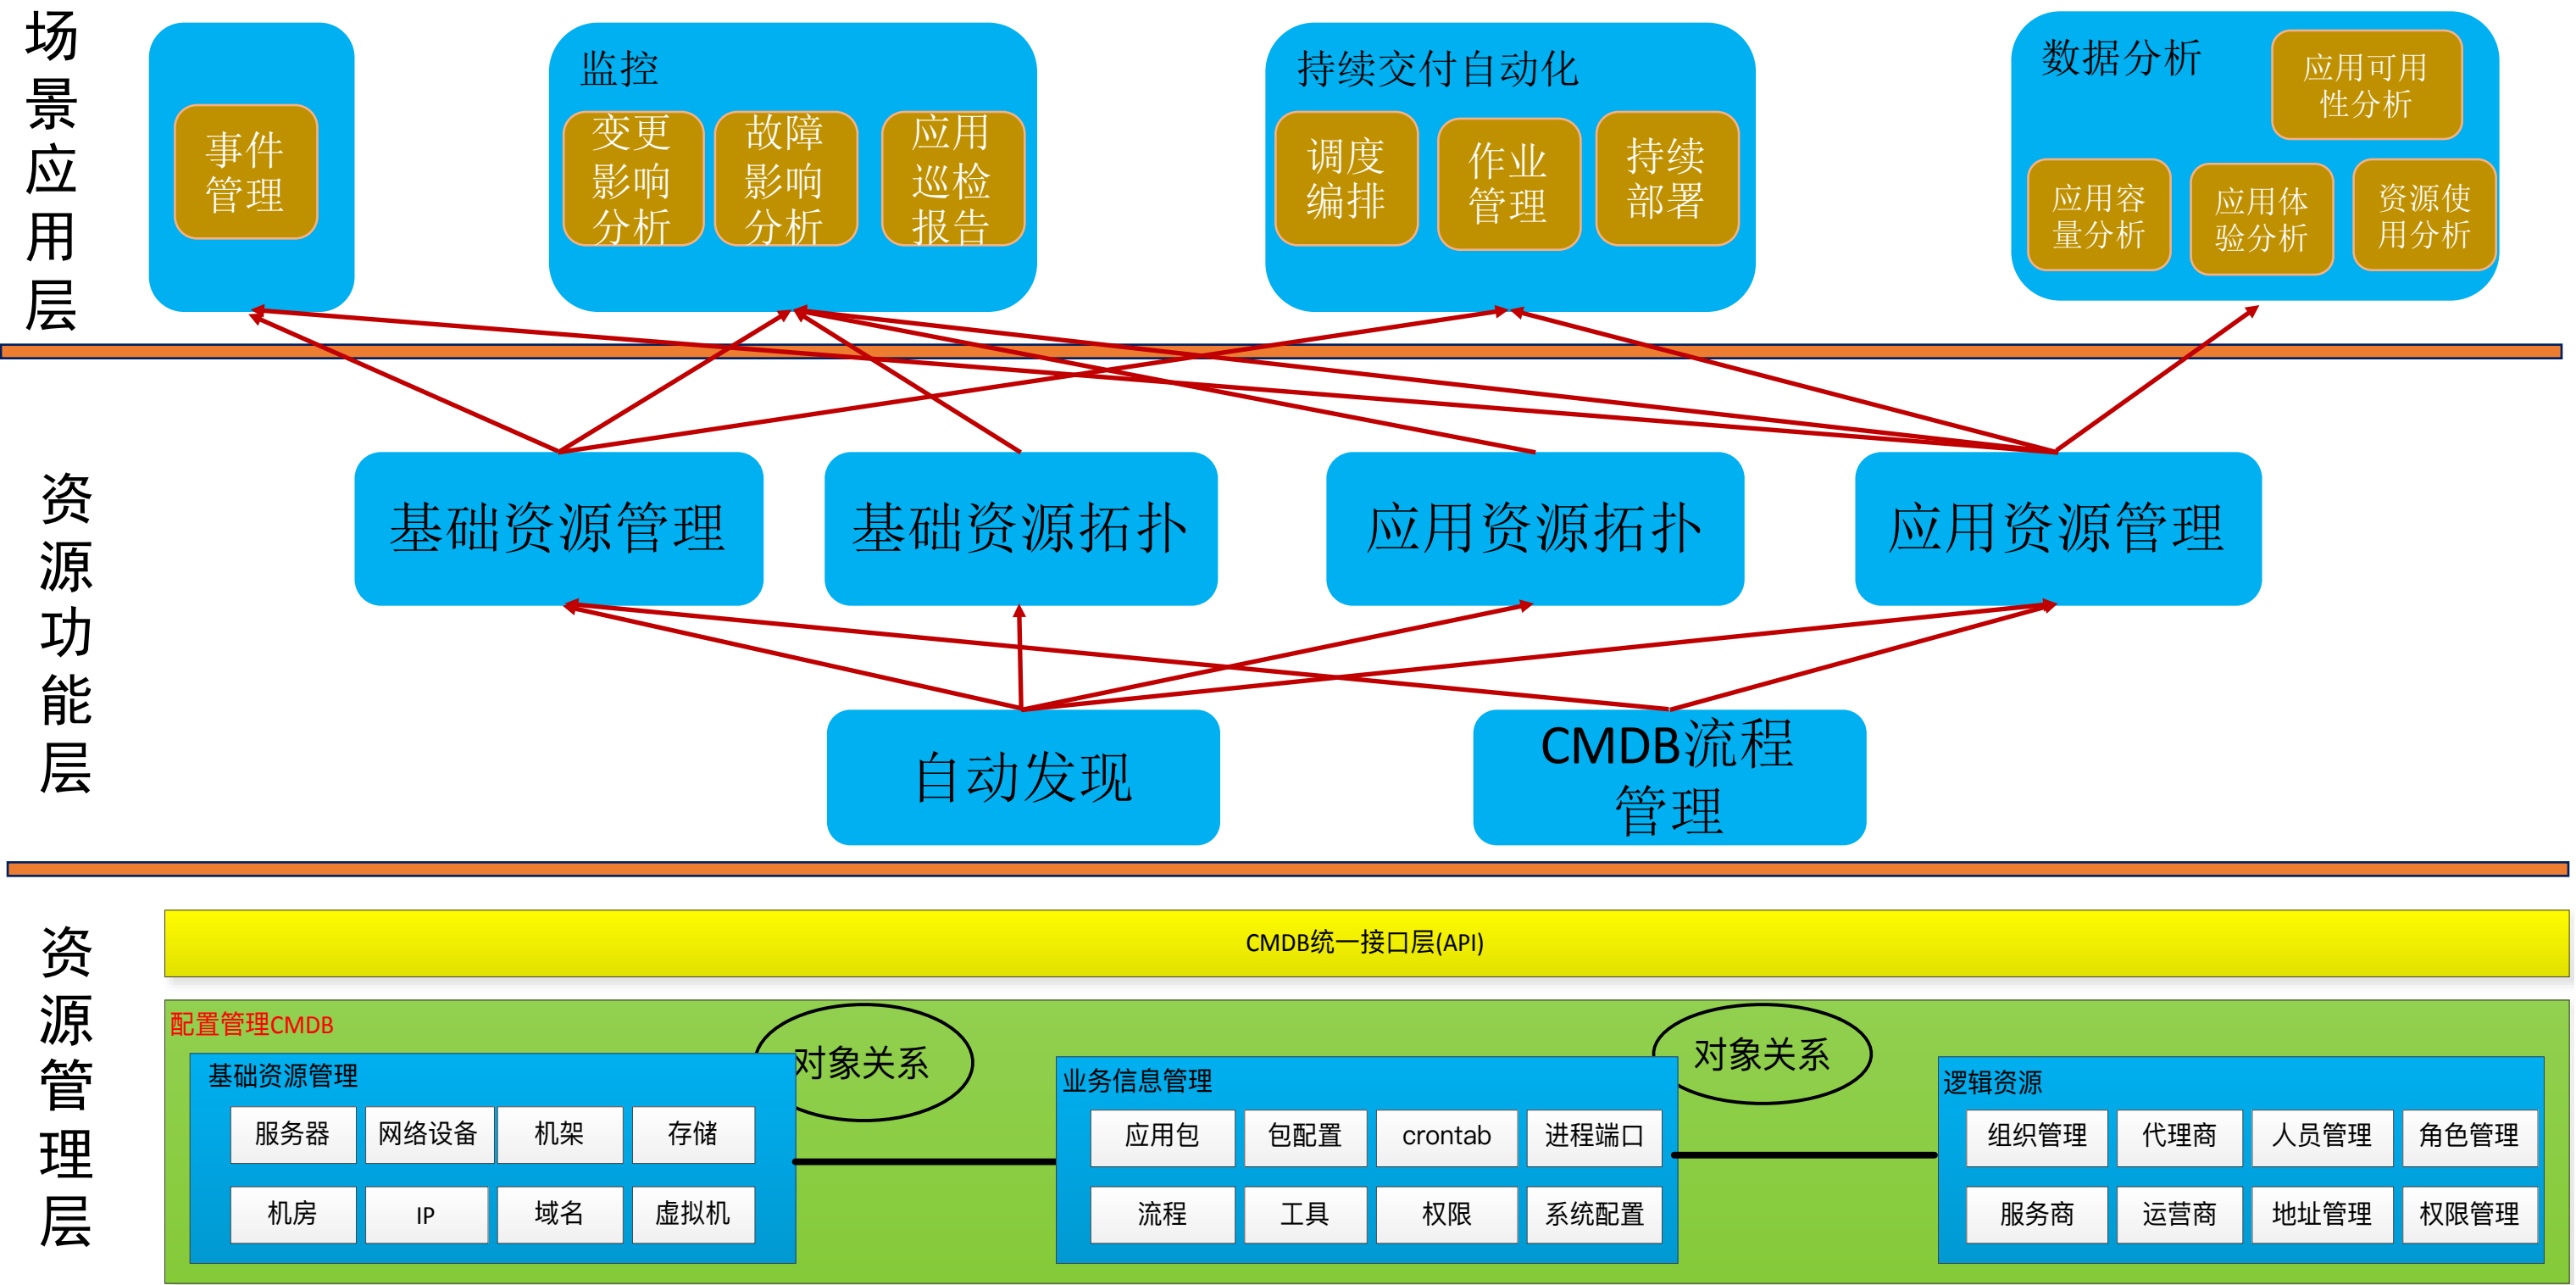 场景应用层
事件
管理
监控
变更
影响
分析
故障
影响
分析
应用
巡检
报告
持续交付自动化
调度
编排
作业
管理
持续
部署
数据分析
应用可用
性分析
应用容
量分析
应用体
验分析
资源使
用分析
资源功能层
基础资源管理
基础资源拓扑
应用资源拓扑
应用资源管理
自动发现
CMDB流程
管理
资源管理层
CMDB统一接口层(API)
配置管理CMDB
对象关系
对象关系
基础资源管理
服务器
网络设备
机架
存储
机房
IP
域名
虚拟机
业务信息管理
应用包
包配置
crontab
进程端口
流程
工具
权限
系统配置
逻辑资源
组织管理
代理商
人员管理
角色管理
服务商
运营商
地址管理
权限管理